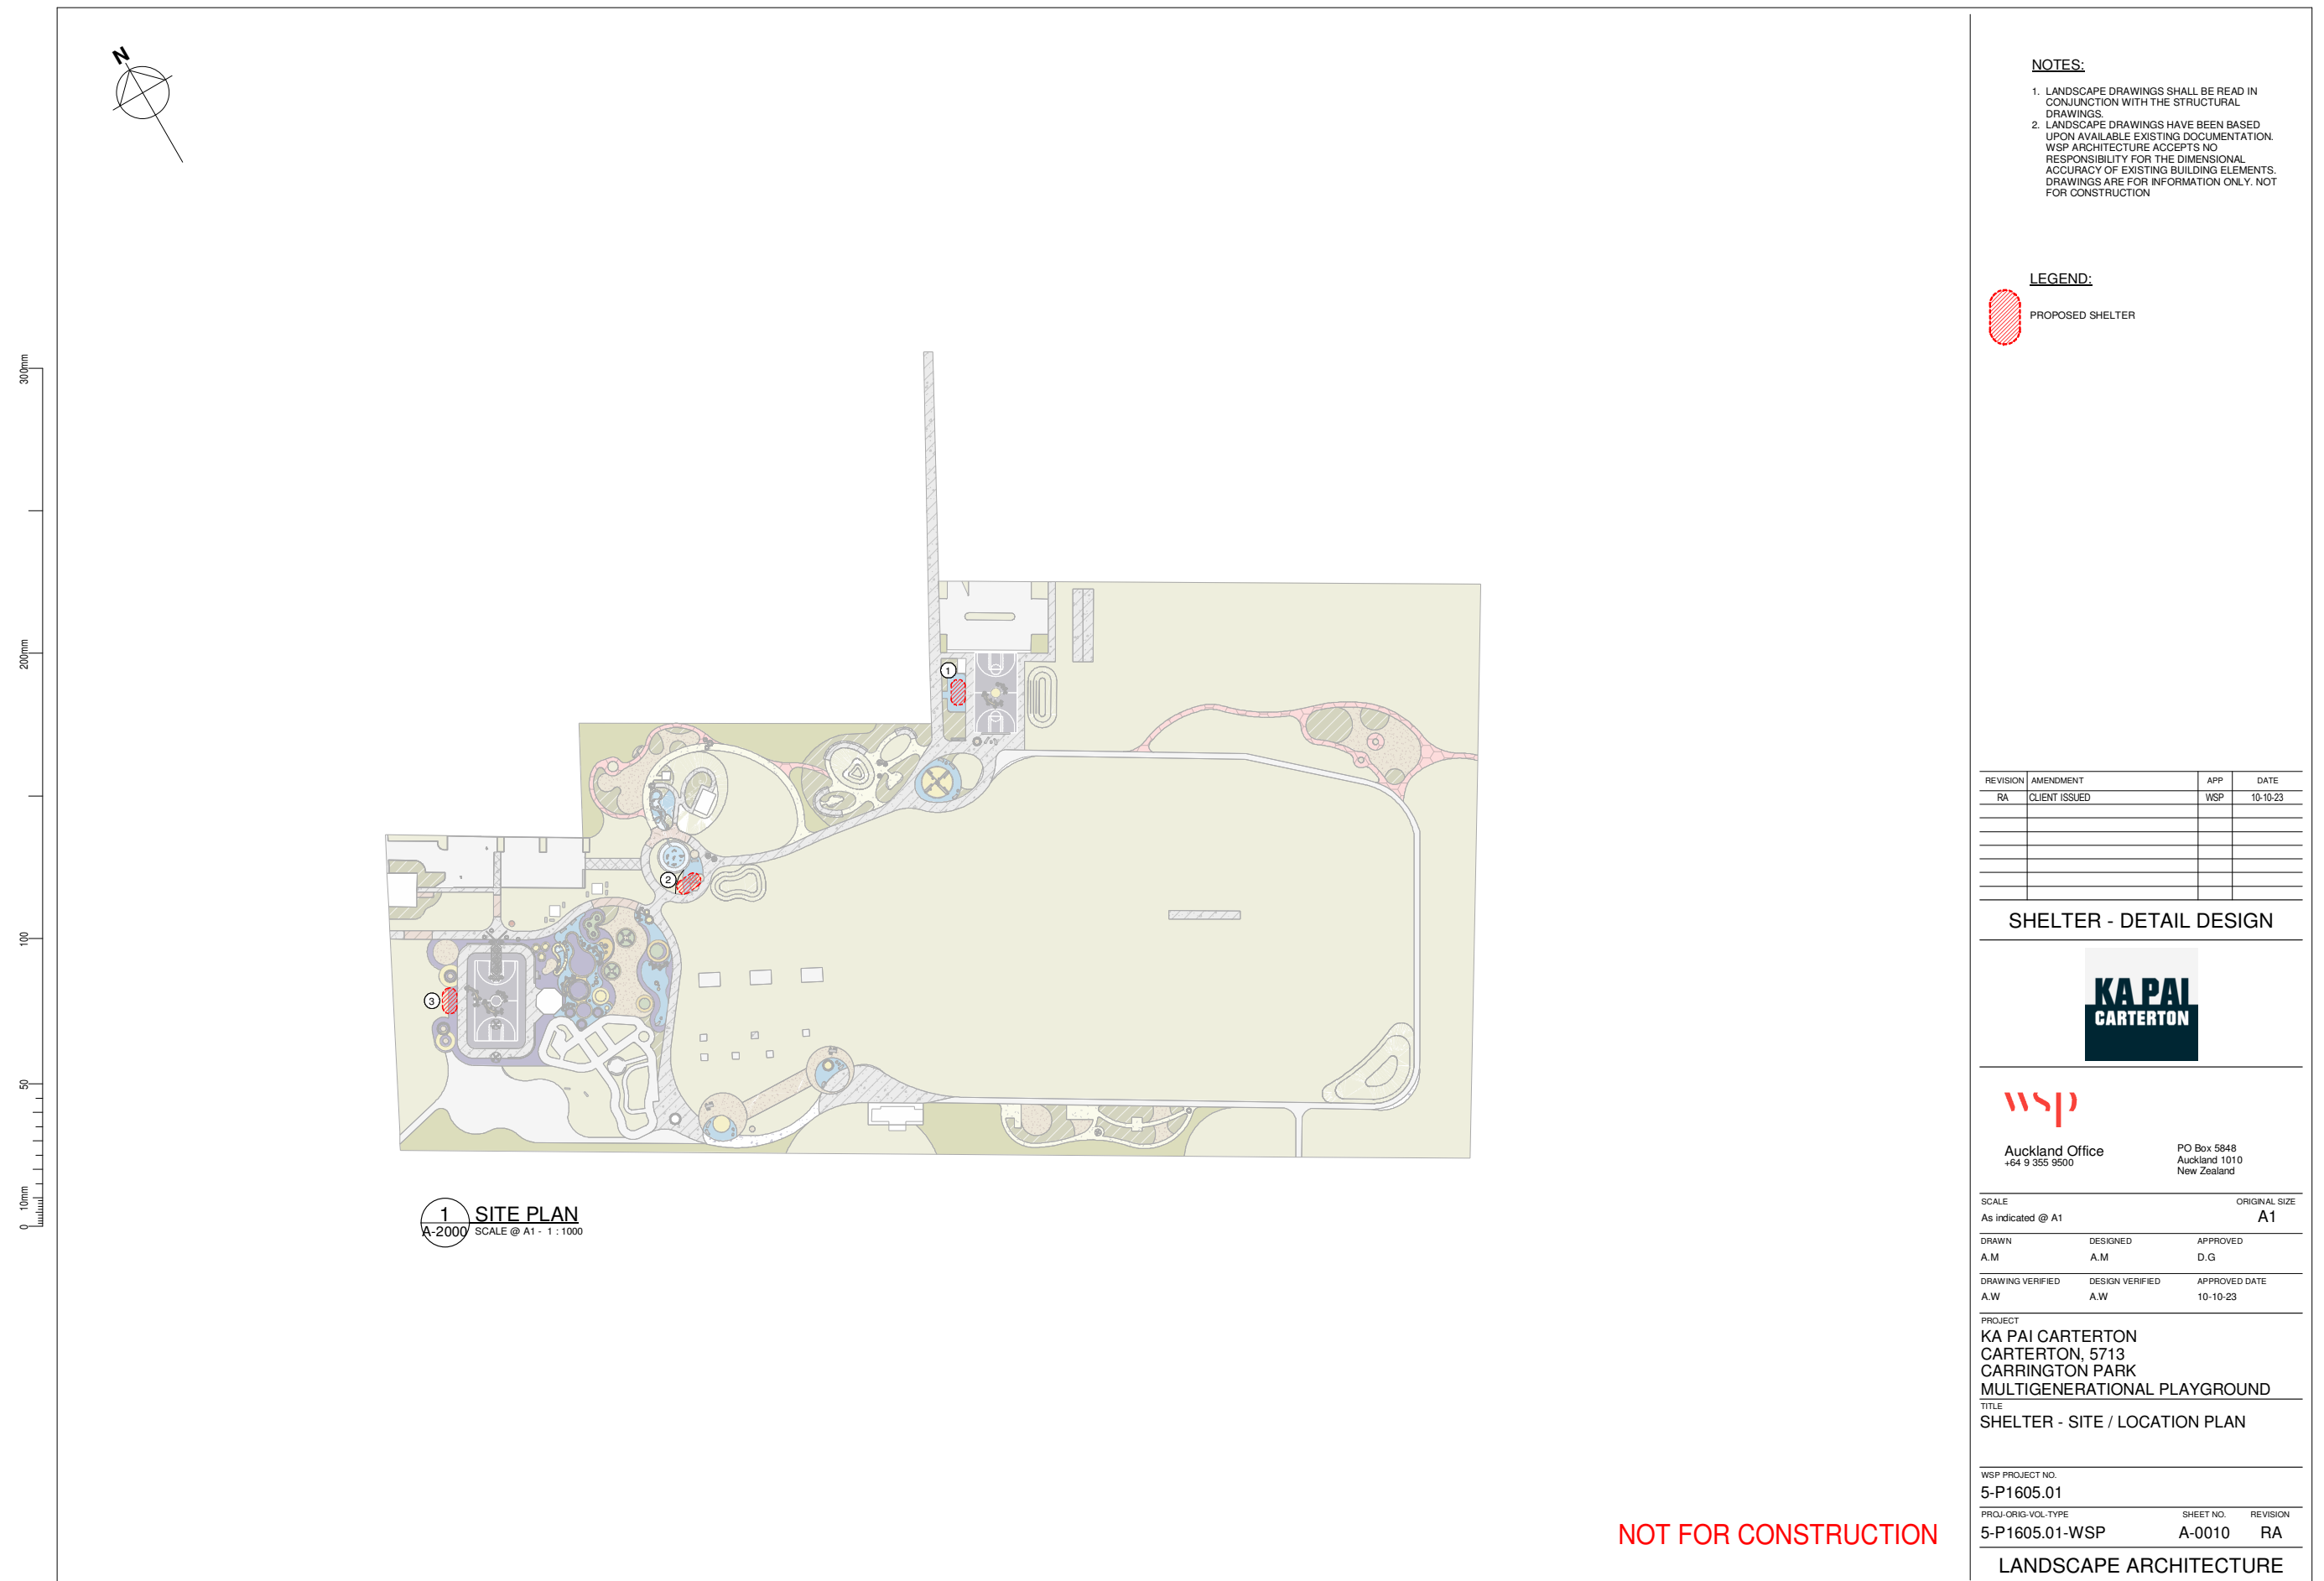 N
300mm
200mm
100
50
10mm
0
1
2
3
1
A-2000
SITE PLAN
SCALE @ A1 - 1 : 1000
NOT FOR CONSTRUCTION
NOTES:
1. LANDSCAPE DRAWINGS SHALL BE READ IN
CONJUNCTION WITH THE STRUCTURAL
DRAWINGS.
2. LANDSCAPE DRAWINGS HAVE BEEN BASED
UPON AVAILABLE EXISTING DOCUMENTATION.
WSP ARCHITECTURE ACCEPTS NO
RESPONSIBILITY FOR THE DIMENSIONAL
ACCURACY OF EXISTING BUILDING ELEMENTS.
DRAWINGS ARE FOR INFORMATION ONLY. NOT
FOR CONSTRUCTION
LEGEND:
PROPOSED SHELTER
REVISION AMENDMENT APP DATE
RA CLIENT ISSUED WSP 10-10-23
SHELTER - DETAIL DESIGN
KA PAI
CARTERTON
wsp
Auckland Office
+64 9 355 9500
PO Box 5848
Auckland 1010
New Zealand
SCALE ORIGINAL SIZE
As indicated @ A1 A1
DRAWN DESIGNED APPROVED
A.M A.M D.G
DRAWING VERIFIED DESIGN VERIFIED APPROVED DATE
A.W A.W 10-10-23
PROJECT
KA PAI CARTERTON
CARTERTON, 5713
CARRINGTON PARK
MULTIGENERATIONAL PLAYGROUND
TITLE
SHELTER - SITE / LOCATION PLAN
WSP PROJECT NO.
5-P1605.01
PROJ-ORIG-VOL-TYPE SHEET NO. REVISION
5-P1605.01-WSP A-0010 RA
LANDSCAPE ARCHITECTURE